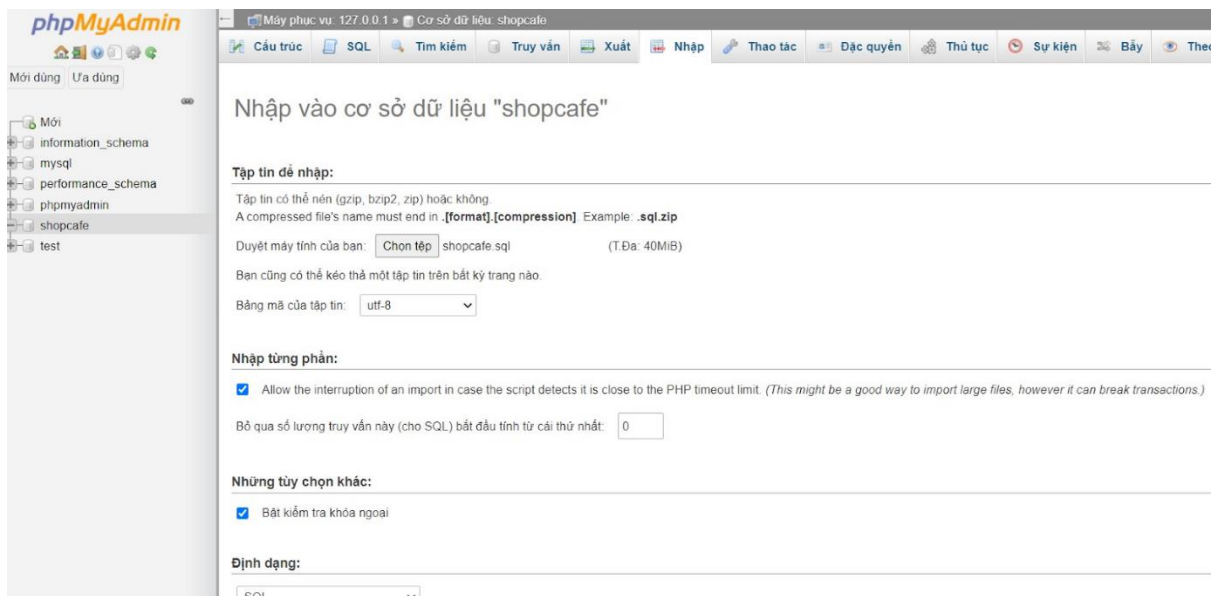 phpMyAdmin
Máy phục vụ: 127.0.0.1 » Cơ sở dữ liệu: shopcafe
Cấu trúc SQL Tìm kiếm Truy vấn Xuất Nhập Thao tác Đặc quyền Thủ tục Sự kiện Bẫy Theo
Mới dùng Ưa dùng
Mới
information_schema
mysql
performance_schema
phpmyadmin
shopcafe
test
Nhập vào cơ sở dữ liệu "shopcafe"
Tập tin để nhập:
Tập tin có thể nén (gzip, bzip2, zip) hoặc không.
A compressed file's name must end in .[format].[compression]. Example: .sql.zip
Duyệt máy tính của bạn: Chọn tệp shopcafe.sql (T.Đa: 40MiB)
Bạn cũng có thể kéo thả một tập tin trên bất kỳ trang nào.
Bảng mã của tập tin: utf-8
Nhập từng phần:
Allow the interruption of an import in case the script detects it is close to the PHP timeout limit. (This might be a good way to import large files, however it can break transactions.)
Bỏ qua số lượng truy vấn này (cho SQL) bắt đầu tính từ cái thứ nhất: 0
Những tùy chọn khác:
Bật kiểm tra khóa ngoại
Định dạng:
SQL